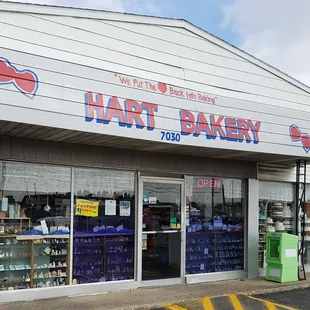 "We Put The ❤ Back Into Baking"
HART BAKERY
7030
OPEN